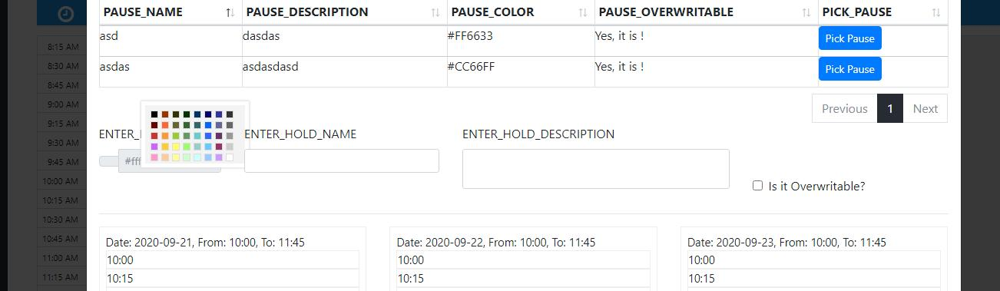 PAUSE_NAME PAUSE_DESCRIPTION PAUSE_COLOR PAUSE_OVERWRITABLE PICK_PAUSE
asd dasdas #FF6633 Yes, it is ! Pick Pause
asdas asdasdasd #CC66FF Yes, it is ! Pick Pause
Previous 1 Next
ENTER_ ENTER_HOLD_NAME ENTER_HOLD_DESCRIPTION
#fff
Is it Overwritable?
Date: 2020-09-21, From: 10:00, To: 11:45
10:00
10:15
Date: 2020-09-22, From: 10:00, To: 11:45
10:00
10:15
Date: 2020-09-23, From: 10:00, To: 11:45
10:00
10:15
8:15 AM
8:30 AM
8:45 AM
9:00 AM
9:15 AM
9:30 AM
9:45 AM
10:00 AM
10:15 AM
10:30 AM
10:45 AM
11:00 AM
11:15 AM